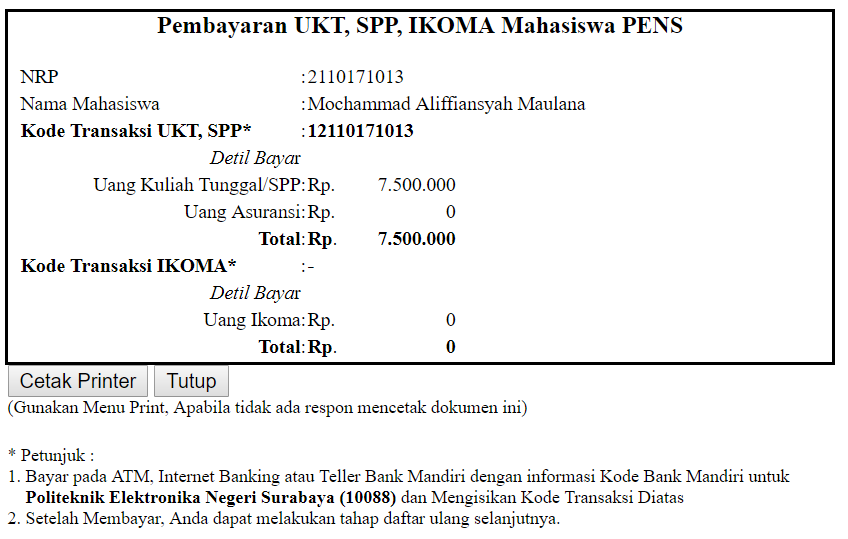 Pembayaran UKT, SPP, IKOMA Mahasiswa PENS
NRP :2110171013
Nama Mahasiswa :Mochammad Aliffiansyah Maulana
Kode Transaksi UKT, SPP* :12110171013
Detil Bayar
Uang Kuliah Tunggal/SPP:Rp. 7.500.000
Uang Asuransi:Rp. 0
Total:Rp. 7.500.000
Kode Transaksi IKOMA* :-
Detil Bayar
Uang Ikoma:Rp. 0
Total:Rp. 0
Cetak Printer Tutup
(Gunakan Menu Print, Apabila tidak ada respon mencetak dokumen ini)
* Petunjuk :
1. Bayar pada ATM, Internet Banking atau Teller Bank Mandiri dengan informasi Kode Bank Mandiri untuk
Politeknik Elektronika Negeri Surabaya (10088) dan Mengisikan Kode Transaksi Diatas
2. Setelah Membayar, Anda dapat melakukan tahap daftar ulang selanjutnya.